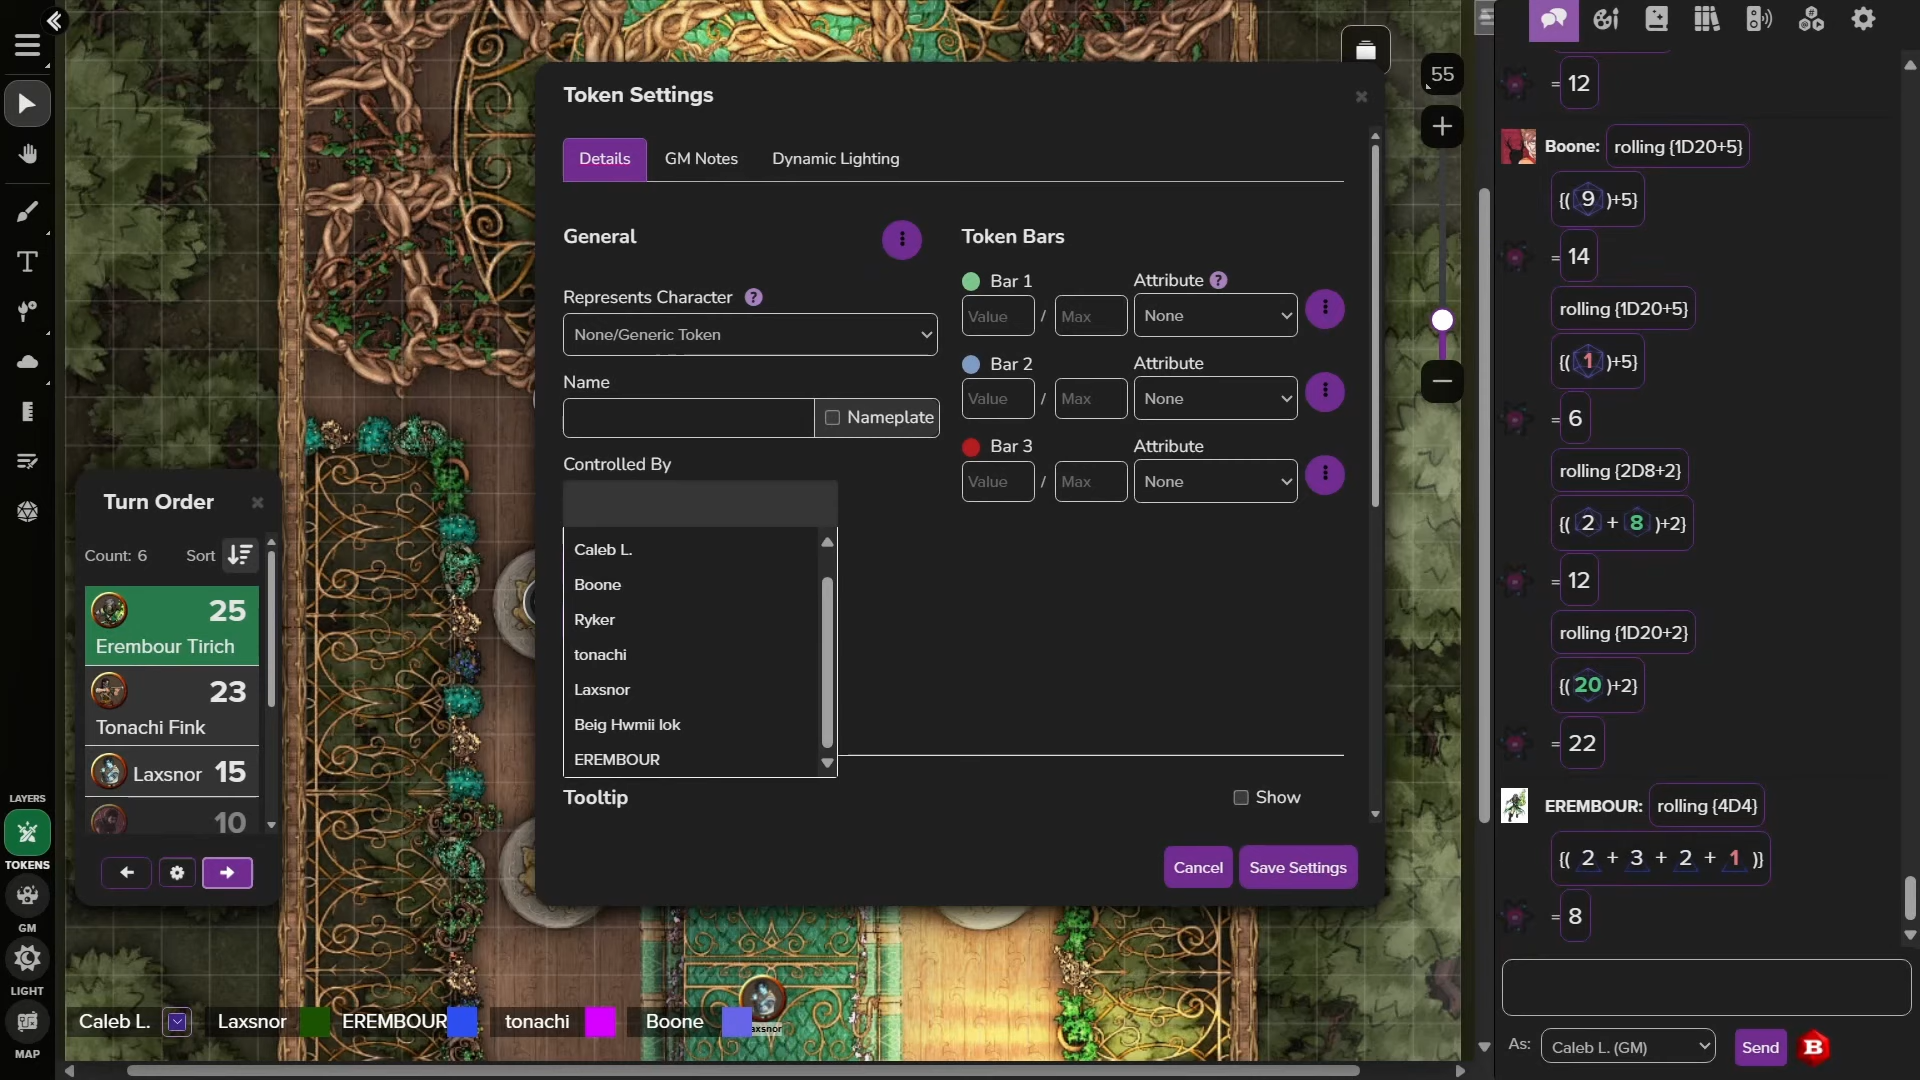 Token Settings
Details
GM Notes
Dynamic Lighting
General
Represents Character ?
None/Generic Token
Name
Nameplate
Controlled By
Caleb L.
Boone
Ryker
tonachi
Laxsnor
Beig Hwmii Iok
EREMBOUR
Token Bars
Bar 1
Attribute ?
Value / Max
None
Bar 2
Attribute
Value / Max
None
Bar 3
Attribute
Value / Max
None
Tooltip
Show
Cancel
Save Settings
55
Turn Order
Count: 6
Sort
25
Erembour Tirich
23
Tonachi Fink
Laxsnor 15
10
LAYERS
TOKENS
GM
LIGHT
MAP
Caleb L.
Laxsnor
EREMBOUR
tonachi
Boone
axsnor
=12
Boone: rolling {1D20+5}
{(9)+5}
=14
rolling {1D20+5}
{(1)+5}
=6
rolling {2D8+2}
{(2+8)+2}
=12
rolling {1D20+2}
{(20)+2}
=22
EREMBOUR: rolling {4D4}
{(2+3+2+1)}
=8
As: Caleb L. (GM)
Send
B